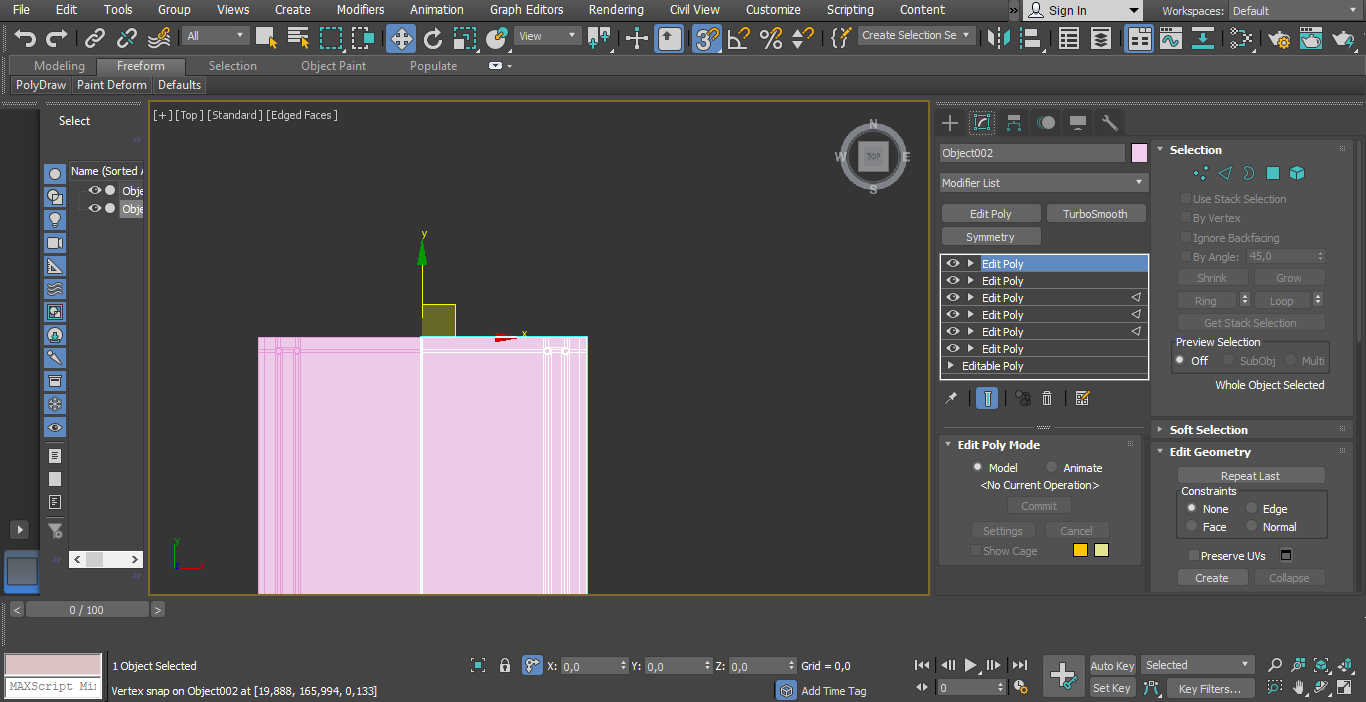 File Edit Tools Group Views Create Modifiers Animation Graph Editors Rendering Civil View Customize Scripting Content » Sign In Workspaces: Default
All View Create Selection Se
Modeling Freeform Selection Object Paint Populate
PolyDraw Paint Deform Defaults
Select
Name (Sorted A
Obje
Obje
[+] [Top] [Standard] [Edged Faces]
N
W TOP E
S
y
x
y
Object002
Modifier List
Edit Poly TurboSmooth
Symmetry
Edit Poly
Edit Poly
Edit Poly
Edit Poly
Edit Poly
Edit Poly
Editable Poly
Edit Poly Mode
Model Animate
<No Current Operation>
Commit
Settings Cancel
Show Cage
Selection
Use Stack Selection
By Vertex
Ignore Backfacing
By Angle: 45,0
Shrink Grow
Ring Loop
Get Stack Selection
Preview Selection
Off SubObj Multi
Whole Object Selected
Soft Selection
Edit Geometry
Repeat Last
Constraints
None Edge
Face Normal
Preserve UVs
Create Collapse
< 0 / 100 >
1 Object Selected X: 0,0 Y: 0,0 Z: 0,0 Grid = 0,0
MAXScript Mi
Vertex snap on Object002 at [19,888, 165,994, 0,133]
Add Time Tag
0
Auto Key Selected
Set Key Key Filters...